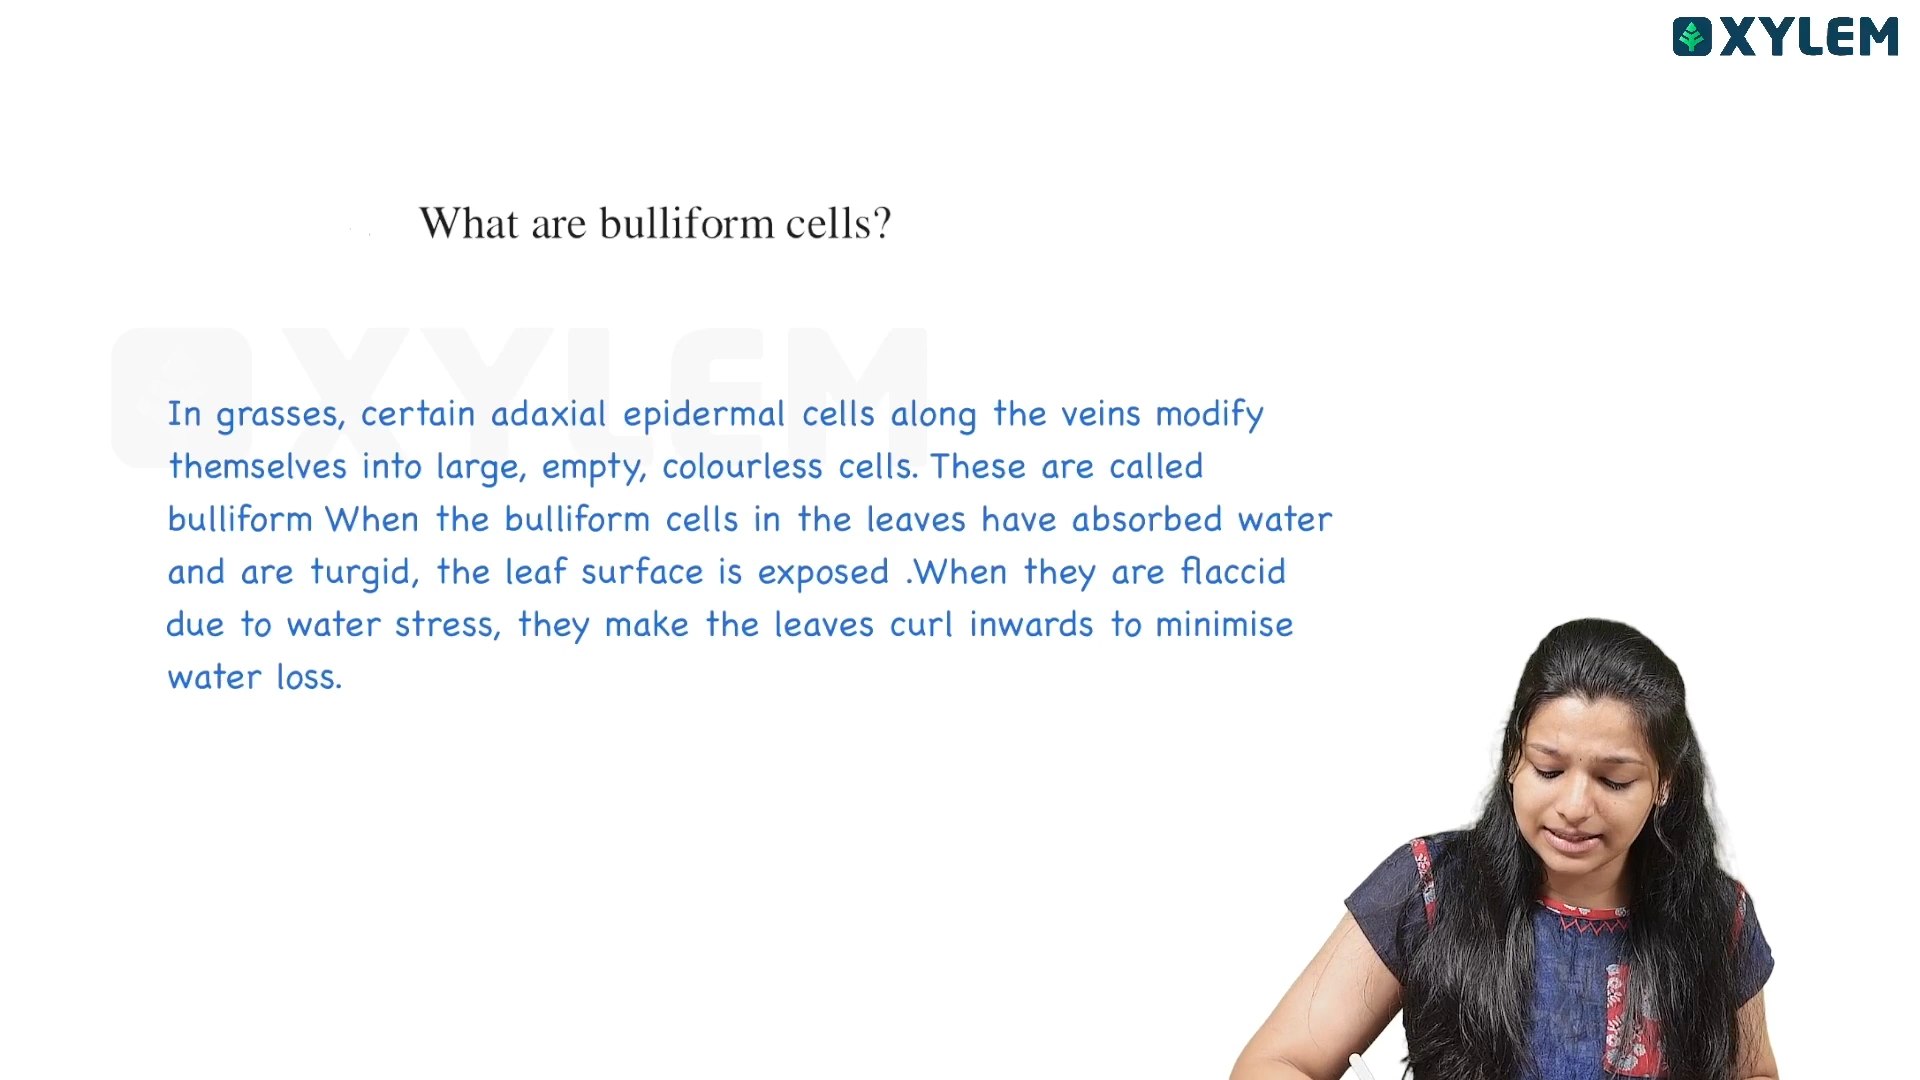 XYLEM
What are bulliform cells?
XYLEM
In grasses, certain adaxial epidermal cells along the veins modify
themselves into large, empty, colourless cells. These are called
bulliform When the bulliform cells in the leaves have absorbed water
and are turgid, the leaf surface is exposed .When they are flaccid
due to water stress, they make the leaves curl inwards to minimise
water loss.